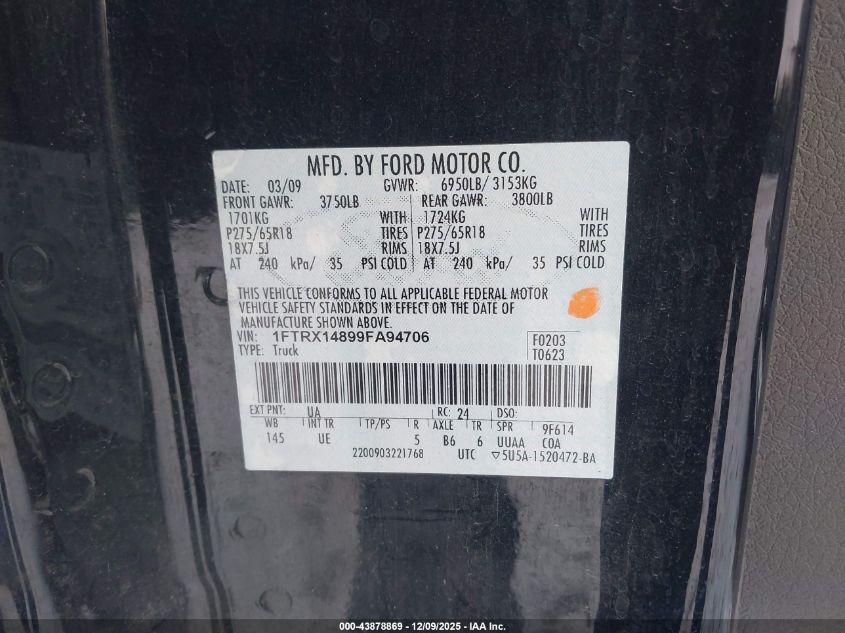 MFD. BY FORD MOTOR CO.
DATE: 03/09 GVWR: 6950LB/ 3153KG
FRONT GAWR: 3750LB REAR GAWR: 3800LB
1701KG WITH 1724KG WITH
P275/65R18 TIRES P275/65R18 TIRES
18X7.5J RIMS 18X7.5J RIMS
AT 240 kPa/ 35 PSI COLD AT 240 kPa/ 35 PSI COLD
THIS VEHICLE CONFORMS TO ALL APPLICABLE FEDERAL MOTOR
VEHICLE SAFETY STANDARDS IN EFFECT ON THE DATE OF
MANUFACTURE SHOWN ABOVE.
VIN: 1FTRX14899FA94706 F0203
TYPE: Truck T0623
EXT PNT: UA RC: 24 DSO:
WB INT TR TP/PS R AXLE TR SPR 9F614
145 UE 5 B6 6 UUAA COA
2200903221768 UTC ▽5U5A-1520472-BA
000-43878869 - 12/09/2025 - IAA Inc.